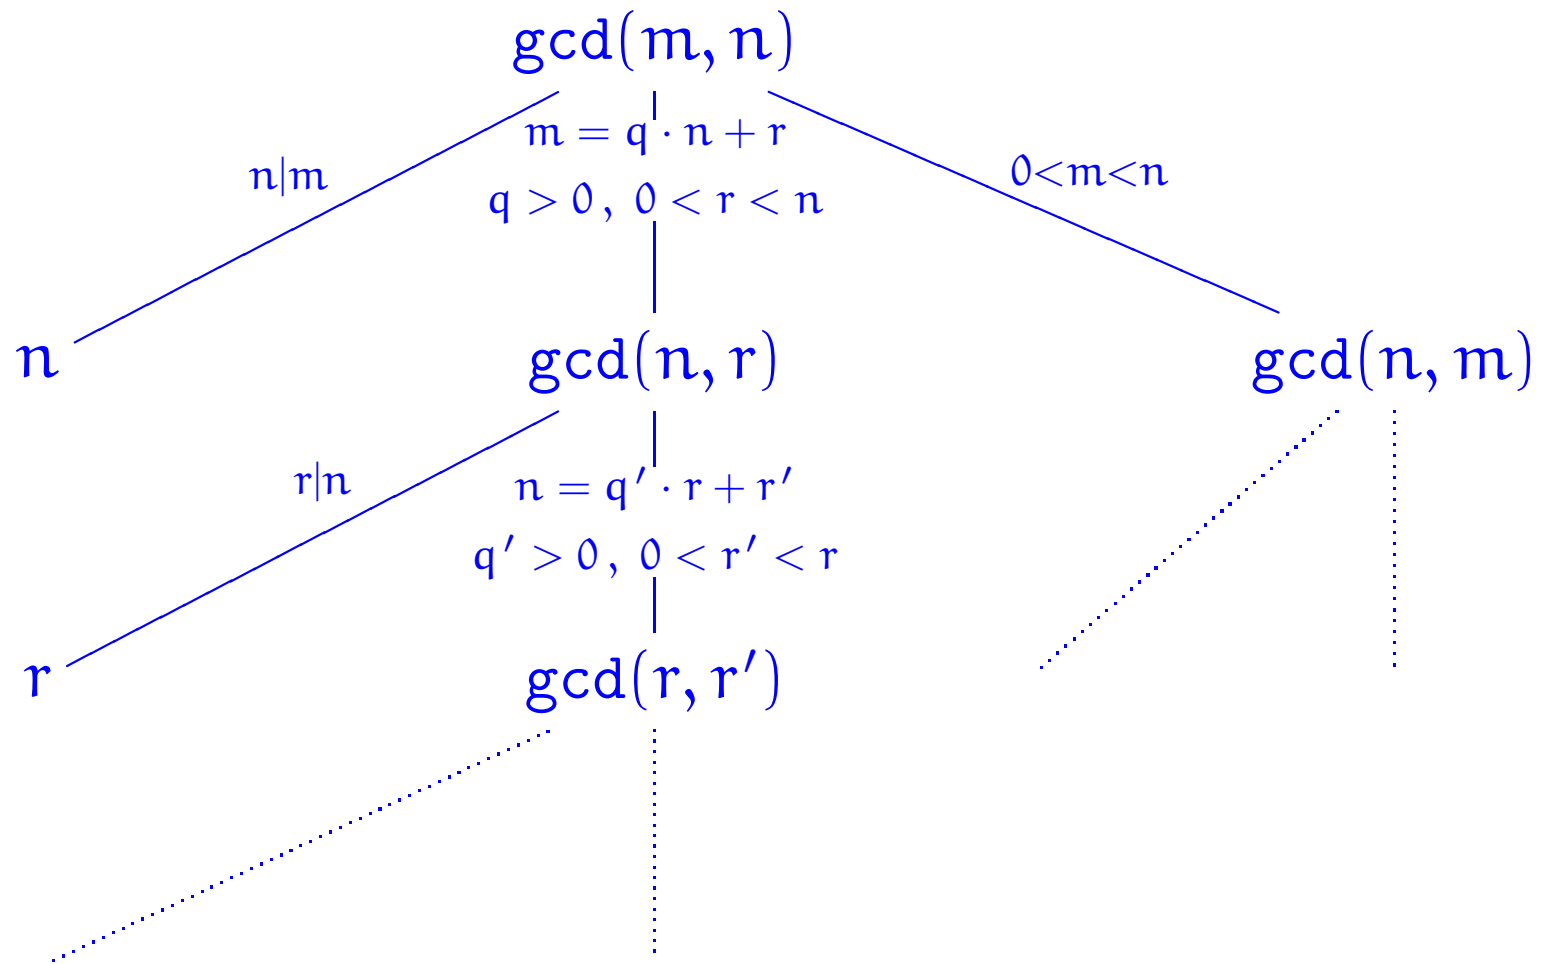 gcd(m, n)
m = q · n + r
n|m
0<m<n
q > 0 , 0 < r < n
n
gcd(n, r)
gcd(n, m)
r|n
n = q′ · r + r′
q′ > 0 , 0 < r′ < r
r
gcd(r, r′)